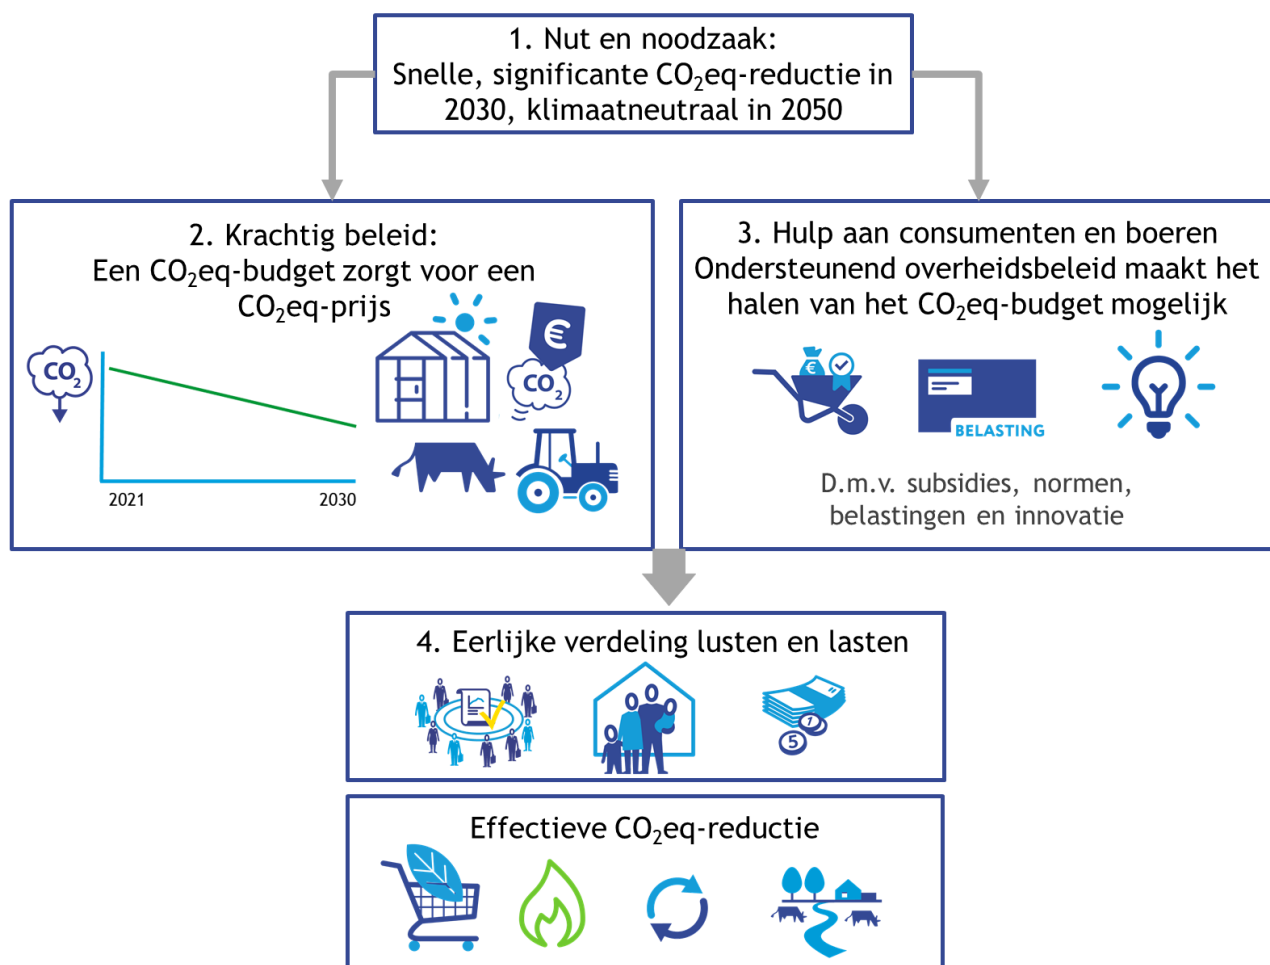 1. Nut en noodzaak:
Snelle, significante CO₂eq-reductie in
2030, klimaatneutraal in 2050
2. Krachtig beleid:
Een CO₂eq-budget zorgt voor een
CO₂eq-prijs
€
CO₂
CO₂
2021
2030
3. Hulp aan consumenten en boeren
Ondersteunend overheidsbeleid maakt het
halen van het CO₂eq-budget mogelijk
€
BELASTING
D.m.v. subsidies, normen,
belastingen en innovatie
4. Eerlijke verdeling lusten en lasten
1
5
Effectieve CO₂eq-reductie